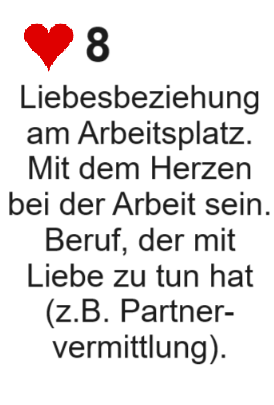 8
Liebesbeziehung
am Arbeitsplatz.
Mit dem Herzen
bei der Arbeit sein.
Beruf, der mit
Liebe zu tun hat
(z.B. Partner-
vermittlung).